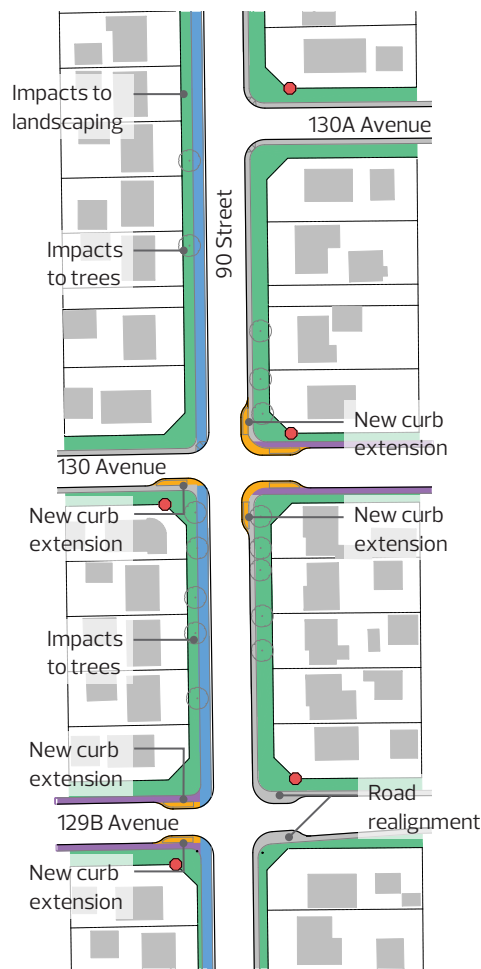 Impacts to
landscaping
130A Avenue
90 Street
Impacts
to trees
New curb
extension
130 Avenue
New curb
extension
New curb
extension
Impacts
to trees
New curb
extension
Road
realignment
129B Avenue
New curb
extension